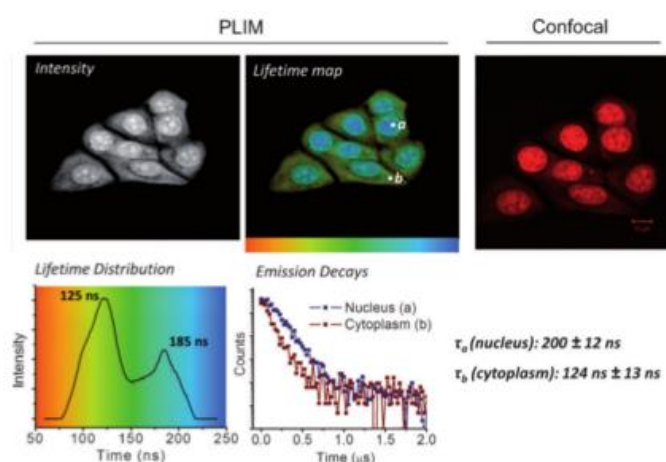 PLIM
Confocal
Intensity
Lifetime map
a
b
Lifetime Distribution
125 ns
185 ns
Intensity
50 100 150 200 250
Time (ns)
Emission Decays
Nucleus (a)
Cytoplasm (b)
Counts
0.0 0.5 1.0 1.5 2.0
Time (μs)
τa (nucleus): 200 ± 12 ns
τb (cytoplasm): 124 ns ± 13 ns